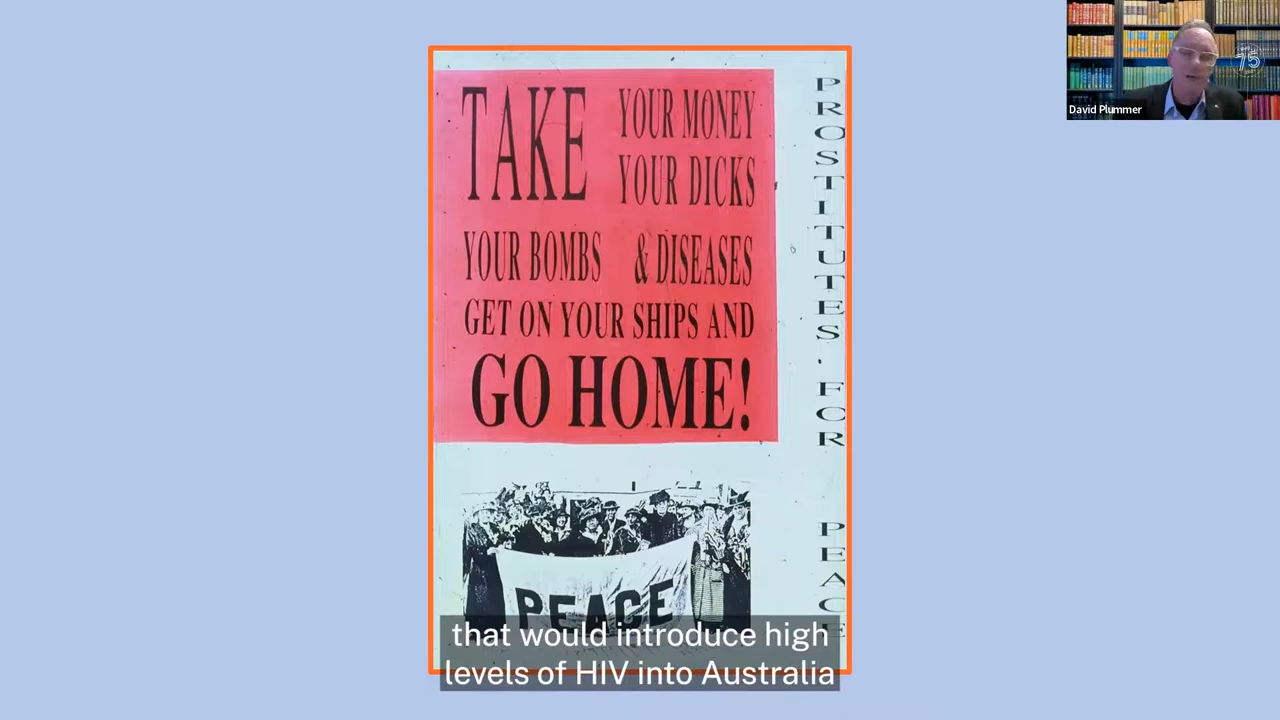 TAKE
YOUR MONEY
YOUR DICKS
YOUR BOMBS & DISEASES
GET ON YOUR SHIPS AND
GO HOME!
PROSTITUTES' FOR PEACE
PEACE
that would introduce high
levels of HIV into Australia
David Plummer
75